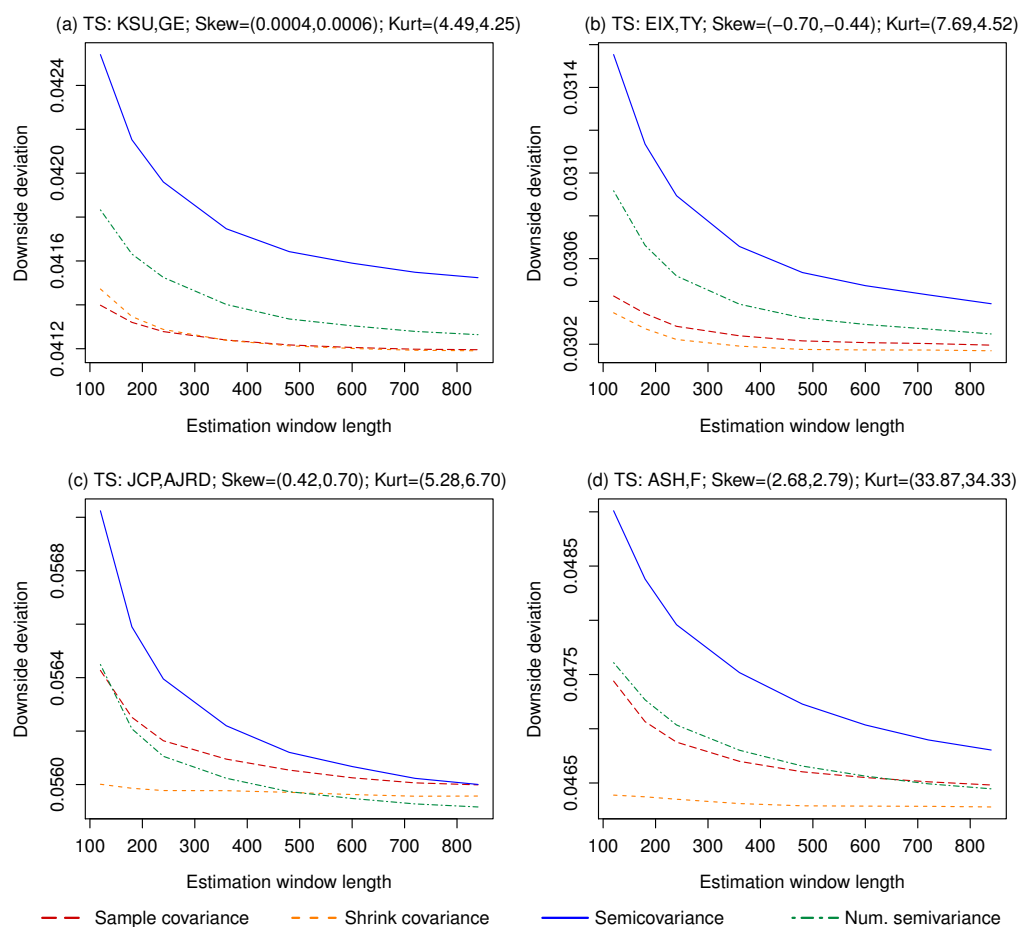 (a) TS: KSU,GE; Skew=(0.0004,0.0006); Kurt=(4.49,4.25)
Downside deviation
0.0424
0.0420
0.0416
0.0412
100 200 300 400 500 600 700 800
Estimation window length
(b) TS: EIX,TY; Skew=(−0.70,−0.44); Kurt=(7.69,4.52)
Downside deviation
0.0314
0.0310
0.0306
0.0302
100 200 300 400 500 600 700 800
Estimation window length
(c) TS: JCP,AJRD; Skew=(0.42,0.70); Kurt=(5.28,6.70)
Downside deviation
0.0568
0.0564
0.0560
100 200 300 400 500 600 700 800
Estimation window length
(d) TS: ASH,F; Skew=(2.68,2.79); Kurt=(33.87,34.33)
Downside deviation
0.0485
0.0475
0.0465
100 200 300 400 500 600 700 800
Estimation window length
Sample covariance Shrink covariance Semicovariance Num. semivariance